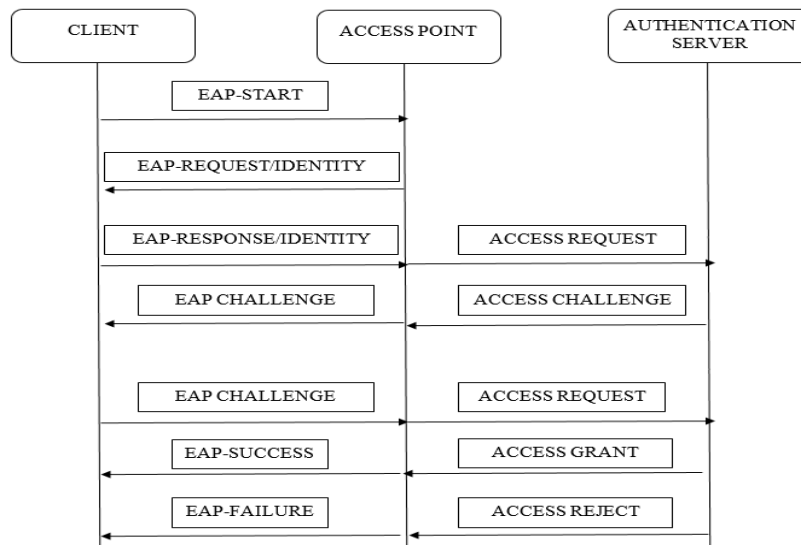 CLIENT
ACCESS POINT
AUTHENTICATION
SERVER
EAP-START
EAP-REQUEST/IDENTITY
EAP-RESPONSE/IDENTITY
ACCESS REQUEST
EAP CHALLENGE
ACCESS CHALLENGE
EAP CHALLENGE
ACCESS REQUEST
EAP-SUCCESS
ACCESS GRANT
EAP-FAILURE
ACCESS REJECT